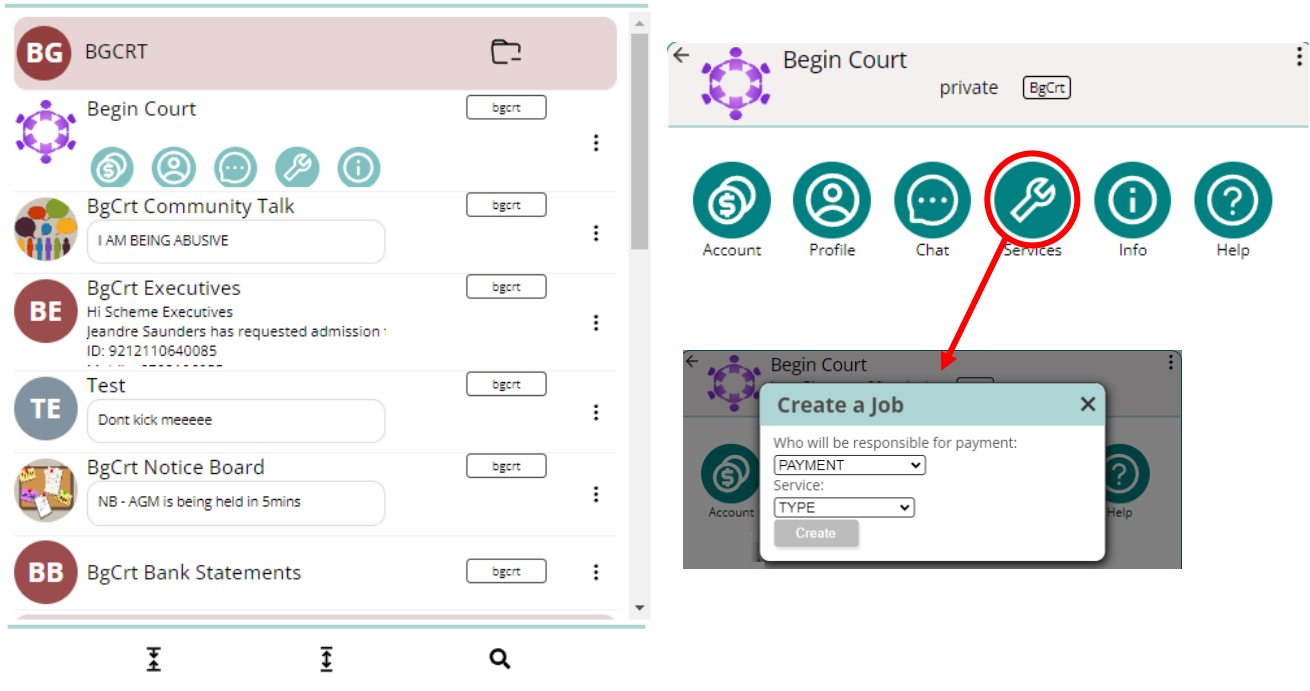 BG
BGCRT
Begin Court
bgcrt
BgCrt Community Talk
bgcrt
I AM BEING ABUSIVE
BE
BgCrt Executives
bgcrt
Hi Scheme Executives
Jeandre Saunders has requested admission
ID: 9212110640085
TE
Test
bgcrt
Dont kick meeeee
BgCrt Notice Board
bgcrt
NB - AGM is being held in 5mins
BB
BgCrt Bank Statements
bgcrt
Begin Court
private
BgCrt
Account
Profile
Chat
Services
Info
Help
Begin Court
Create a Job
Who will be responsible for payment:
PAYMENT
Service:
TYPE
Create
Account
Help